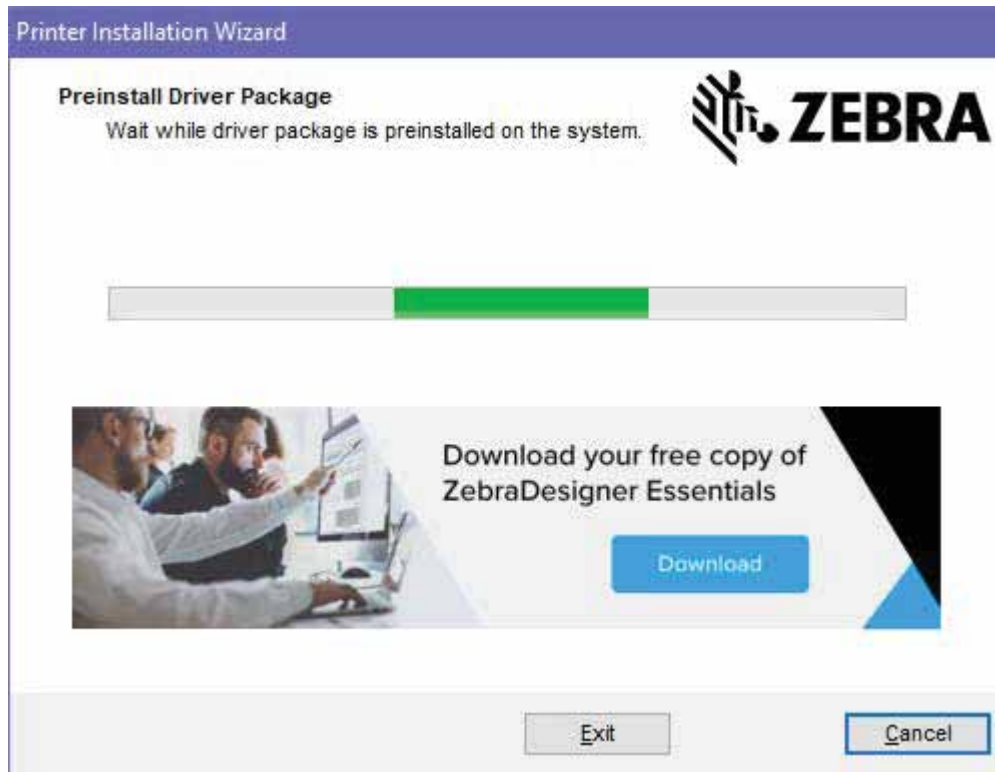 Printer Installation Wizard
Preinstall Driver Package
Wait while driver package is preinstalled on the system.
ZEBRA
Download your free copy of
ZebraDesigner Essentials
Download
Exit
Cancel